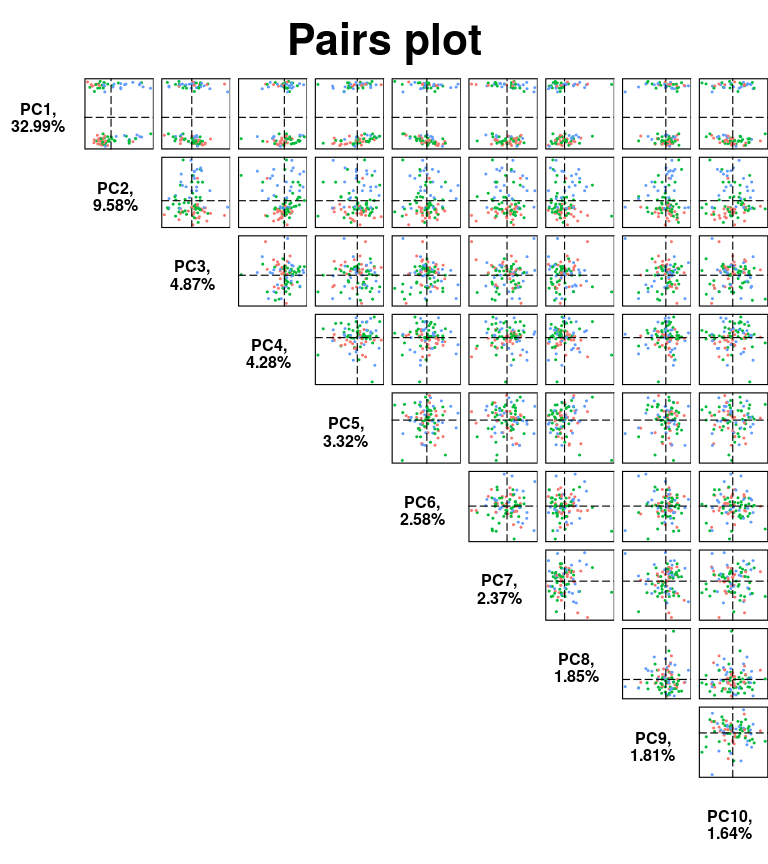 Pairs plot
PC1,
32.99%
PC2,
9.58%
PC3,
4.87%
PC4,
4.28%
PC5,
3.32%
PC6,
2.58%
PC7,
2.37%
PC8,
1.85%
PC9,
1.81%
PC10,
1.64%